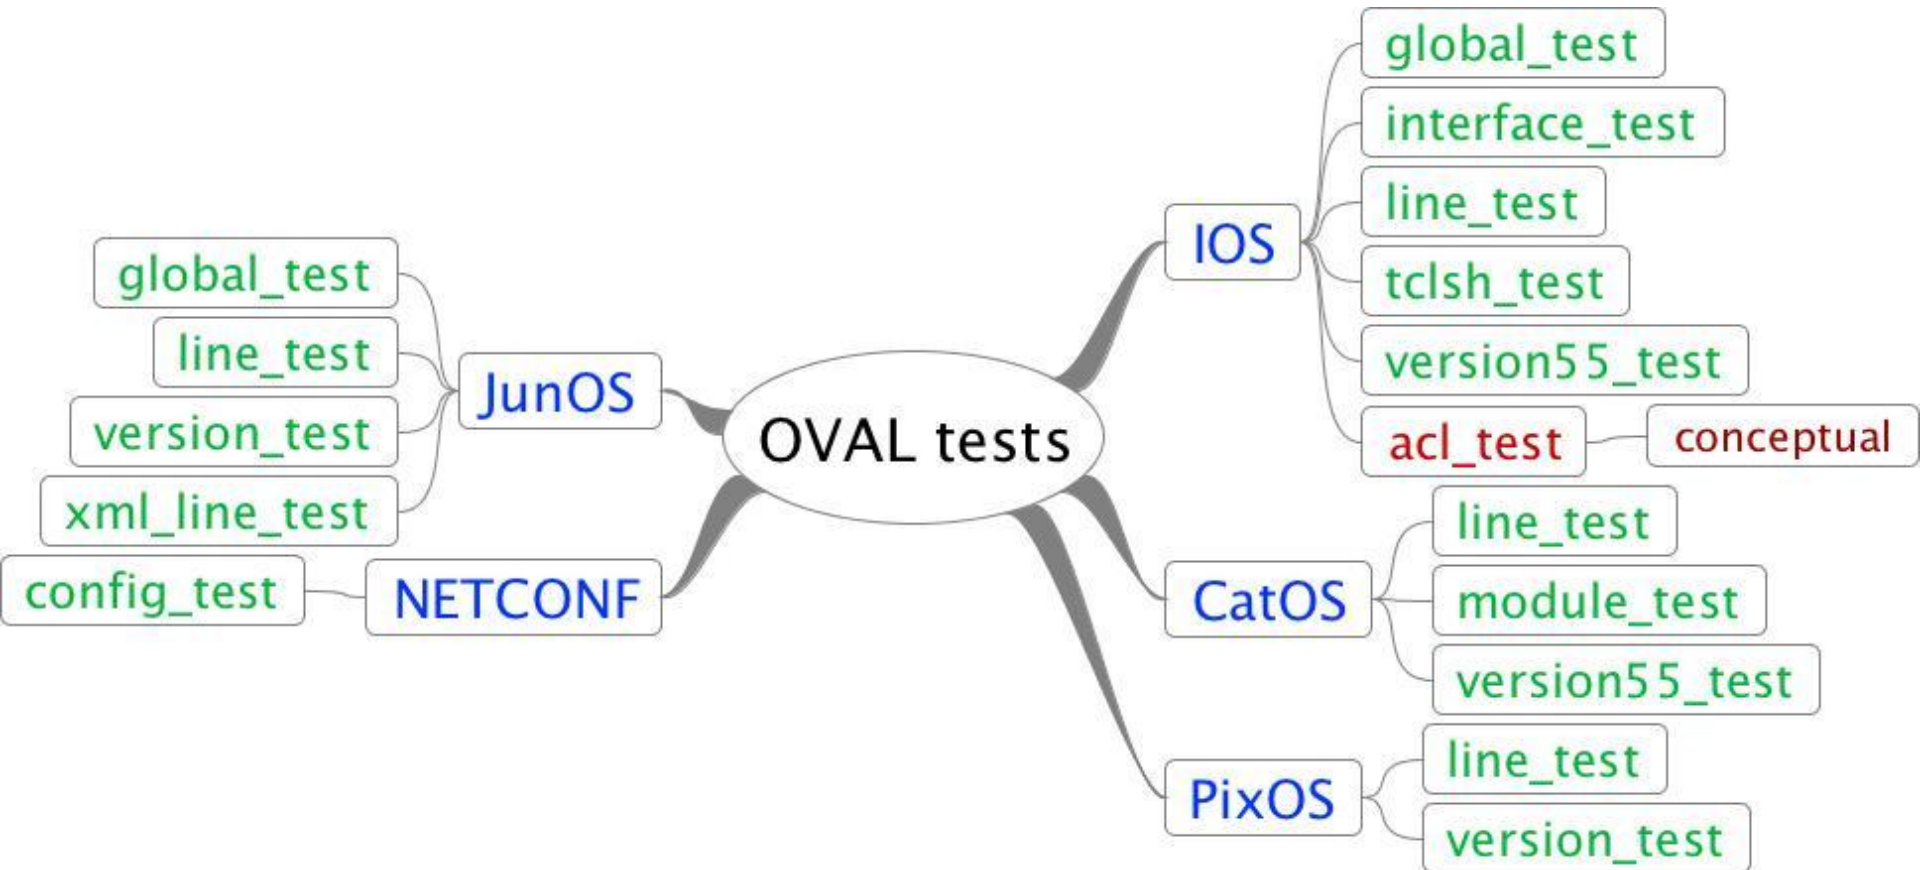 OVAL tests
IOS
global_test
interface_test
line_test
tclsh_test
version55_test
acl_test
conceptual
CatOS
line_test
module_test
version55_test
PixOS
line_test
version_test
JunOS
global_test
line_test
version_test
xml_line_test
NETCONF
config_test